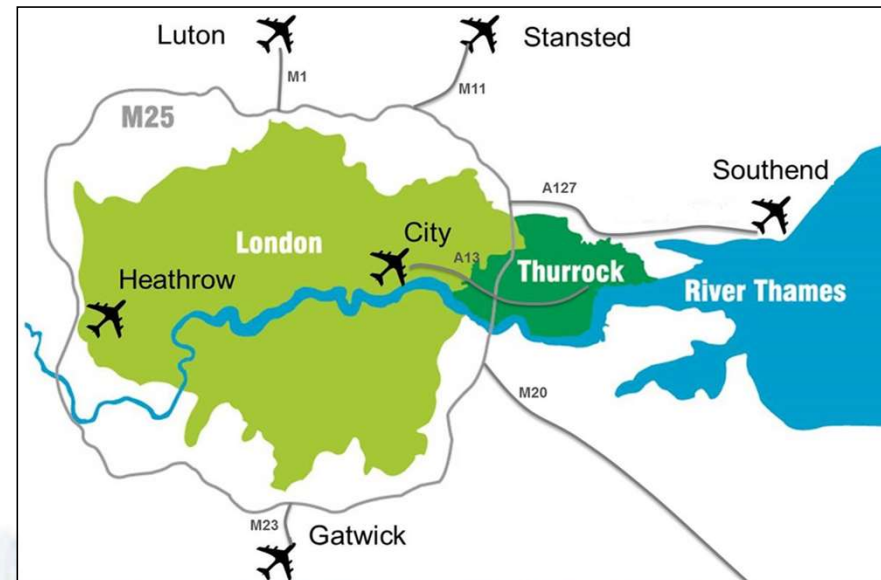 Luton
Stansted
M1
M11
M25
Southend
A127
City
London
A13
Thurrock
Heathrow
River Thames
M20
M23
Gatwick